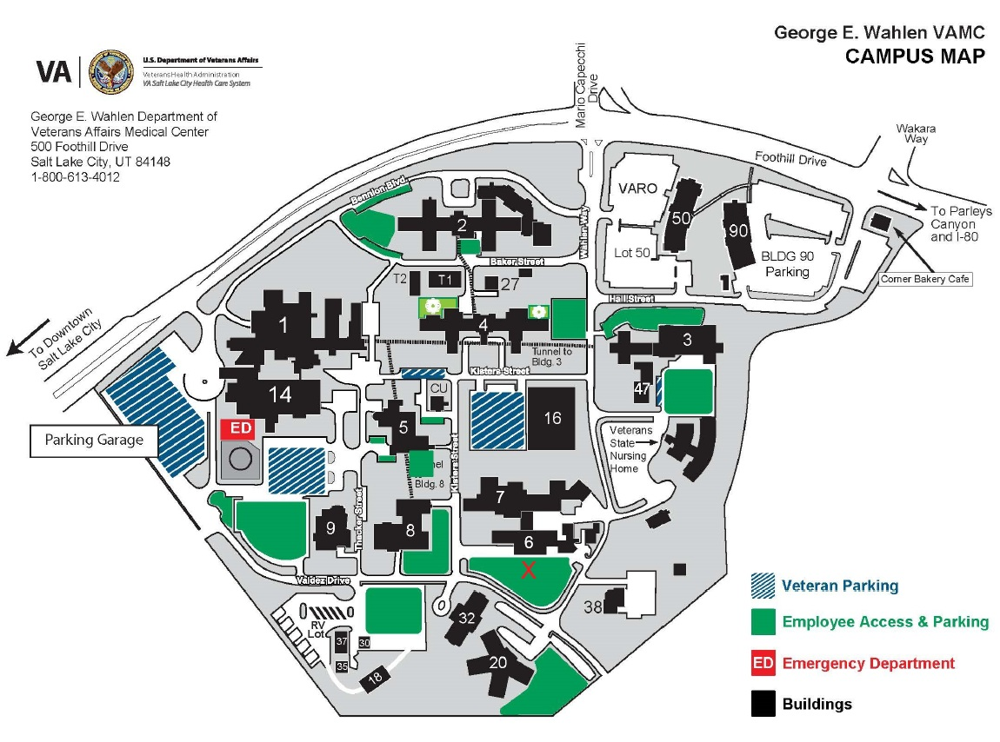 George E. Wahlen VAMC
CAMPUS MAP
VA
U.S. Department of Veterans Affairs
Veterans Health Administration
VA Salt Lake City Health Care System
George E. Wahlen Department of
Veterans Affairs Medical Center
500 Foothill Drive
Salt Lake City, UT 84148
1-800-613-4012
Mario Capecchi
Drive
Wakara
Way
Foothill Drive
To Parleys
Canyon
and I-80
Corner Bakery Cafe
Bennion Blvd.
VARO
50
90
2
Wahlen Way
Lot 50
BLDG 90
Parking
Baker Street
T2
T1
27
Hall Street
To Downtown
Salt Lake City
1
4
3
Tunnel to
Bldg. 3
Kisters Street
14
CU
47
ED
5
16
Parking Garage
Veterans
State
Nursing
Home
Kisters Street
nel
Bldg. 8
7
Thacker Street
9
8
6
X
Valdez Drive
38
RV
Lot
32
37
30
35
18
20
Veteran Parking
Employee Access & Parking
ED
Emergency Department
Buildings